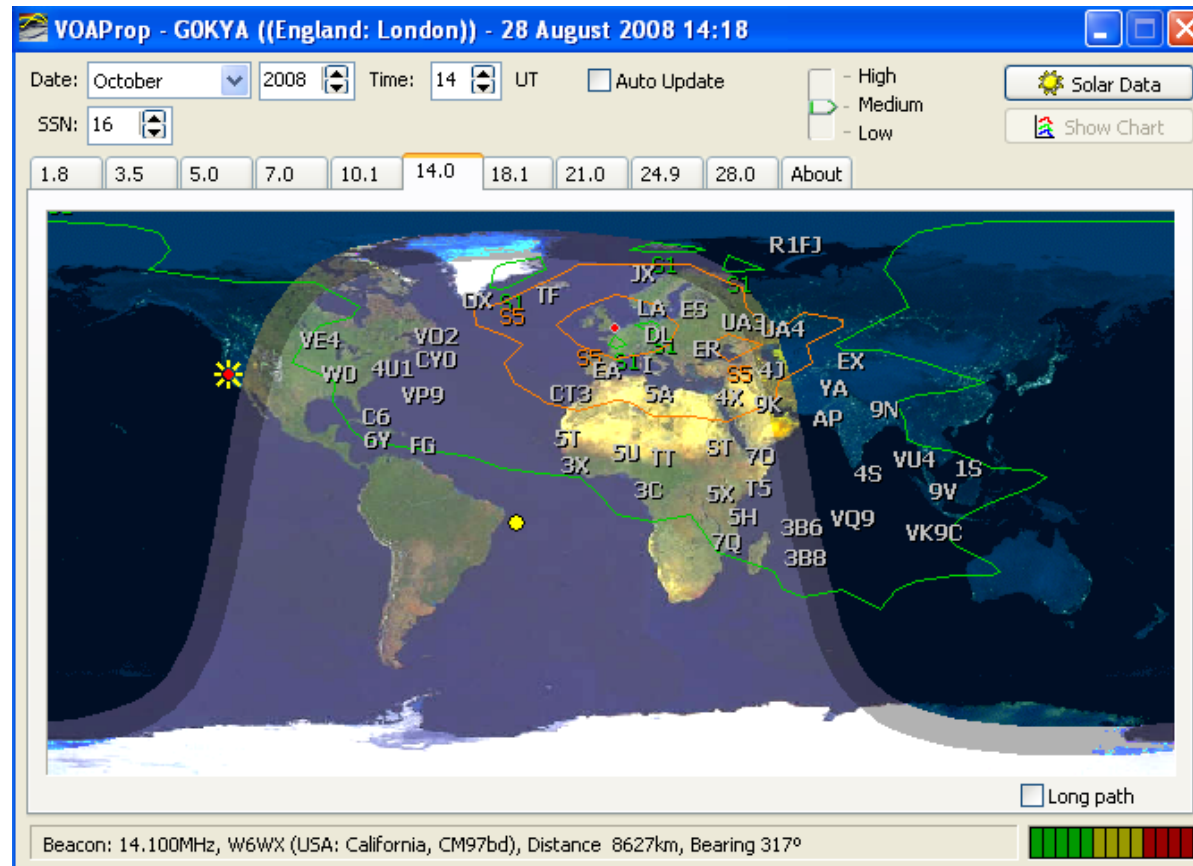 VOAProp - G0KYA ((England: London)) - 28 August 2008 14:18
Date: October 2008 Time: 14 UT Auto Update
High
Medium
Low
Solar Data
SSN: 16
Show Chart
1.8 3.5 5.0 7.0 10.1 14.0 18.1 21.0 24.9 28.0 About
R1FJ
JX S1
S1
OX S1 TF
S5
LA ES
UA3 UA4
VE4 VO2
DL
CY0
4U1
W0
S5 S1 S1
EA I
ER
S5 4J
EX
VP9
CT3 5A 4X 9K
YA
AP 9N
C6
6Y FG
5T
3X
5U TT
ST 7O
4S VU4 1S
9V
3C 5X T5
5H
7Q
3B6 VQ9
VK9C
3B8
Long path
Beacon: 14.100MHz, W6WX (USA: California, CM97bd), Distance 8627km, Bearing 317º